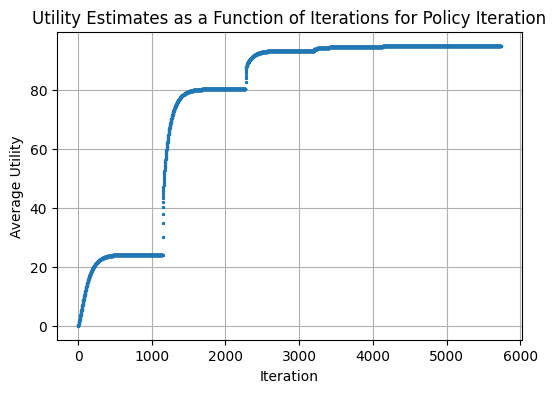 Utility Estimates as a Function of Iterations for Policy Iteration
Average Utility
80
60
40
20
0
0 1000 2000 3000 4000 5000 6000
Iteration